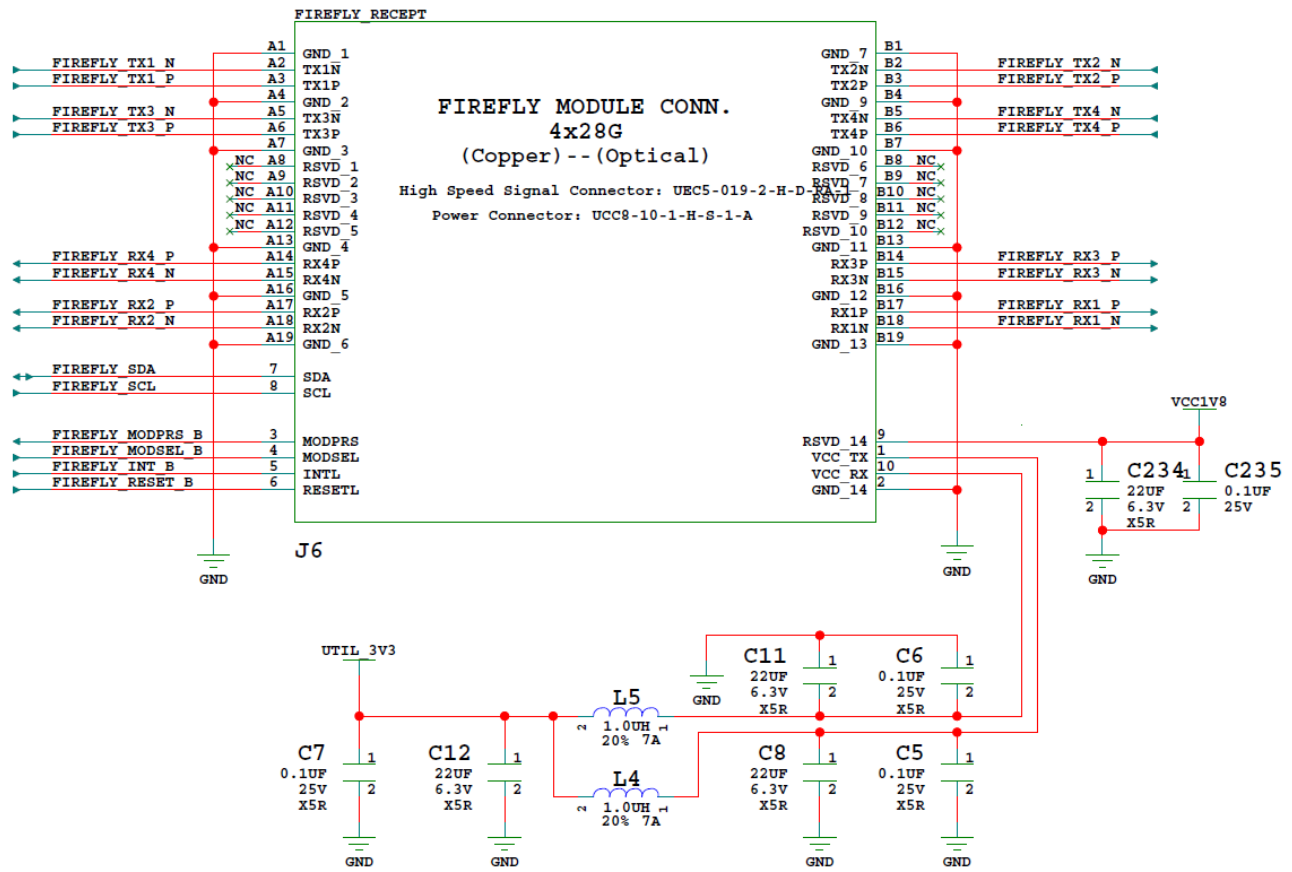 FIREFLY_RECEPT
FIREFLY MODULE CONN.
4x28G
(Copper)--(Optical)
High Speed Signal Connector: UEC5-019-2-H-D-RA-1
Power Connector: UCC8-10-1-H-S-1-A
A1 GND_1
FIREFLY_TX1_N A2 TX1N
FIREFLY_TX1_P A3 TX1P
A4 GND_2
FIREFLY_TX3_N A5 TX3N
FIREFLY_TX3_P A6 TX3P
A7 GND_3
NC A8 RSVD_1
NC A9 RSVD_2
NC A10 RSVD_3
NC A11 RSVD_4
NC A12 RSVD_5
A13 GND_4
FIREFLY_RX4_P A14 RX4P
FIREFLY_RX4_N A15 RX4N
A16 GND_5
FIREFLY_RX2_P A17 RX2P
FIREFLY_RX2_N A18 RX2N
A19 GND_6
FIREFLY_SDA 7 SDA
FIREFLY_SCL 8 SCL
FIREFLY_MODPRS_B 3 MODPRS
FIREFLY_MODSEL_B 4 MODSEL
FIREFLY_INT_B 5 INTL
FIREFLY_RESET_B 6 RESETL
J6
GND
GND_7 B1
TX2N B2 FIREFLY_TX2_N
TX2P B3 FIREFLY_TX2_P
GND_9 B4
TX4N B5 FIREFLY_TX4_N
TX4P B6 FIREFLY_TX4_P
GND_10 B7
RSVD_6 B8 NC
RSVD_7 B9 NC
RSVD_8 B10 NC
RSVD_9 B11 NC
RSVD_10 B12 NC
GND_11 B13
RX3P B14 FIREFLY_RX3_P
RX3N B15 FIREFLY_RX3_N
GND_12 B16
RX1P B17 FIREFLY_RX1_P
RX1N B18 FIREFLY_RX1_N
GND_13 B19
RSVD_14 9
VCC_TX 1
VCC_RX 10
GND_14 2
GND
VCC1V8
1 C234
22UF
2 6.3V
X5R
1 C235
0.1UF
2 25V
GND
UTIL_3V3
C7 1
0.1UF
25V 2
X5R
GND
C12 1
22UF
6.3V 2
X5R
GND
L5
2 1.0UH 1
20% 7A
L4
2 1.0UH 1
20% 7A
GND
C11 1
22UF
6.3V 2
X5R
C6 1
0.1UF
25V 2
X5R
C8 1
22UF
6.3V 2
X5R
GND
C5 1
0.1UF
25V 2
X5R
GND